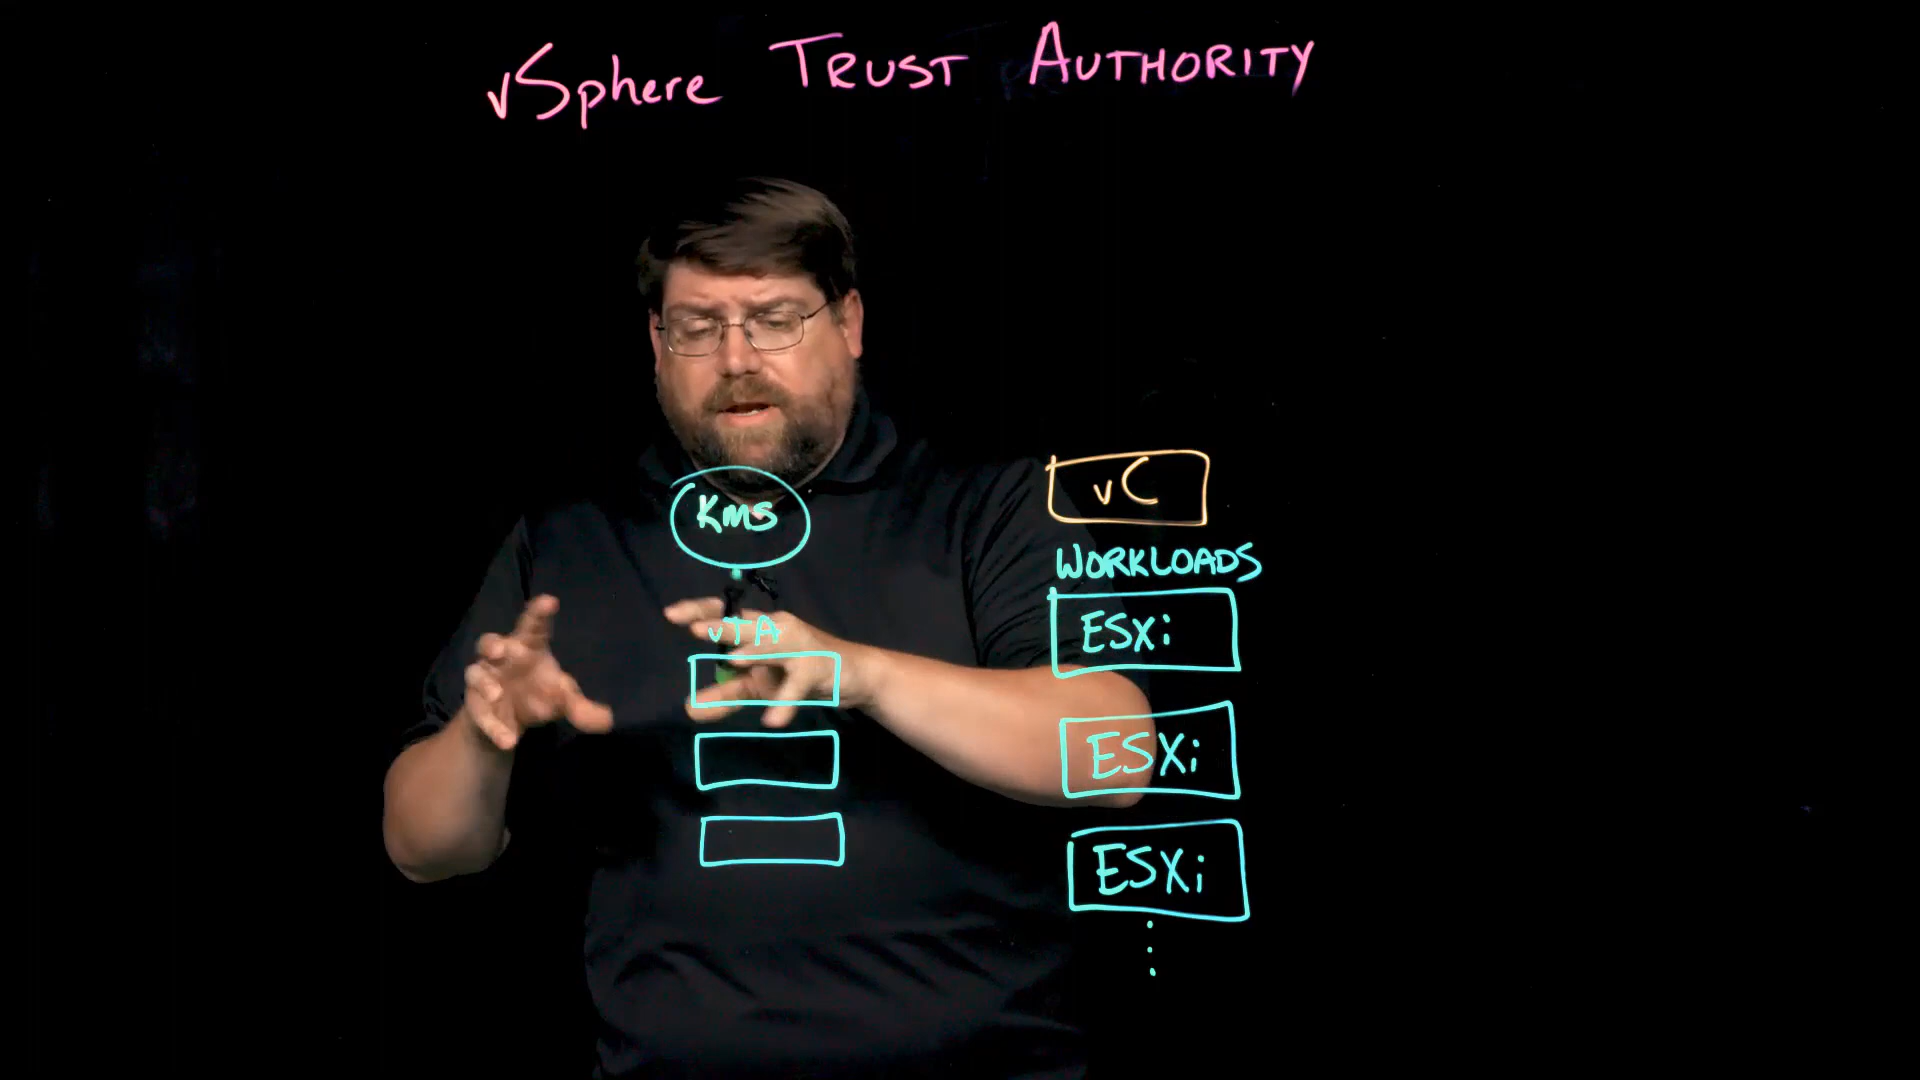 vSphere TRUST AUTHORITY
KMS
vTA
vC
WORKLOADS
ESXi
ESXi
ESXi